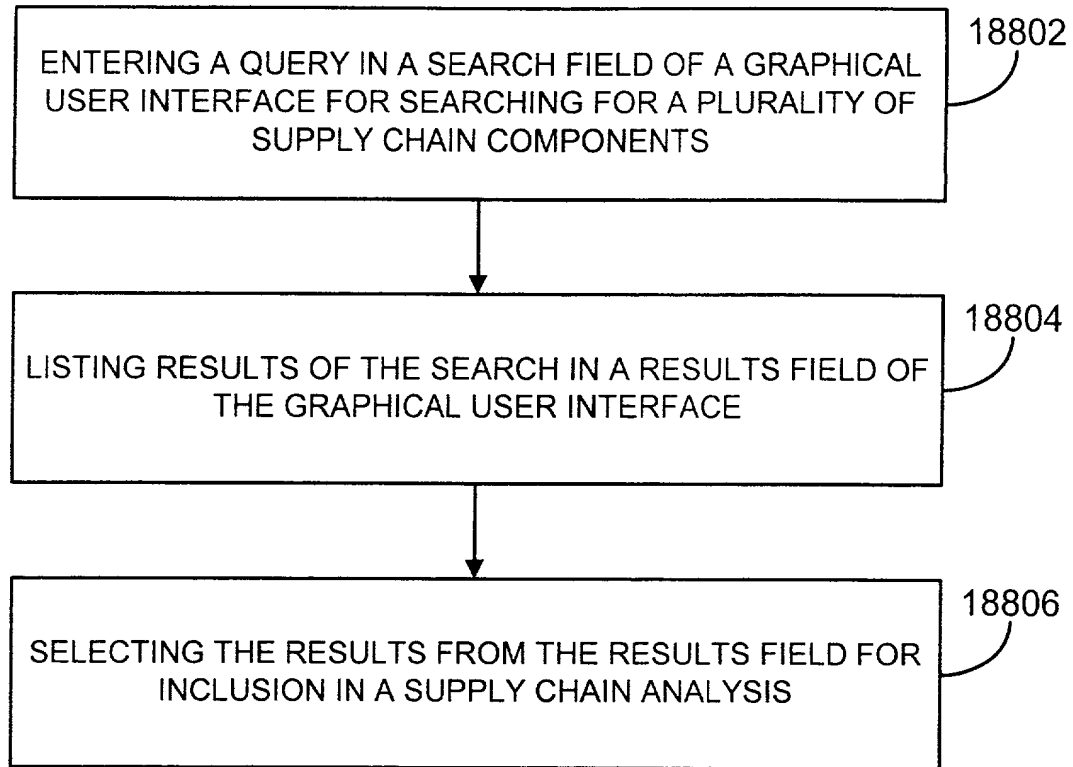 18802
ENTERING A QUERY IN A SEARCH FIELD OF A GRAPHICAL
USER INTERFACE FOR SEARCHING FOR A PLURALITY OF
SUPPLY CHAIN COMPONENTS
18804
LISTING RESULTS OF THE SEARCH IN A RESULTS FIELD OF
THE GRAPHICAL USER INTERFACE
18806
SELECTING THE RESULTS FROM THE RESULTS FIELD FOR
INCLUSION IN A SUPPLY CHAIN ANALYSIS